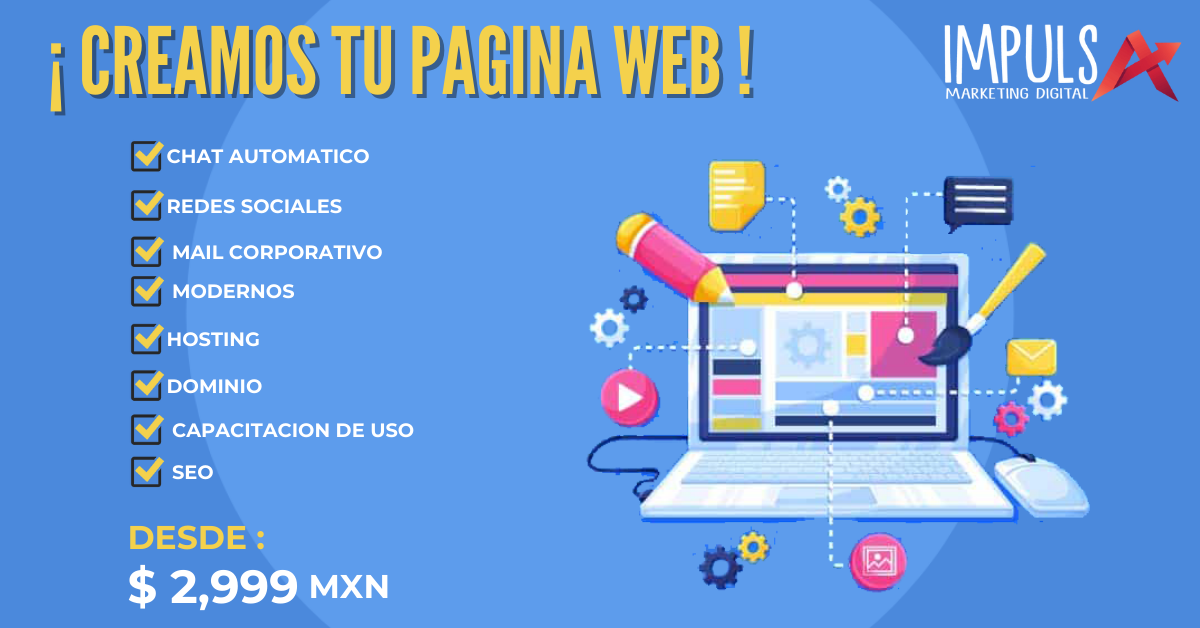 ¡ CREAMOS TU PAGINA WEB !
IMPULSA
MARKETING DIGITAL
CHAT AUTOMATICO
REDES SOCIALES
MAIL CORPORATIVO
MODERNOS
HOSTING
DOMINIO
CAPACITACION DE USO
SEO
DESDE :
$ 2,999 MXN